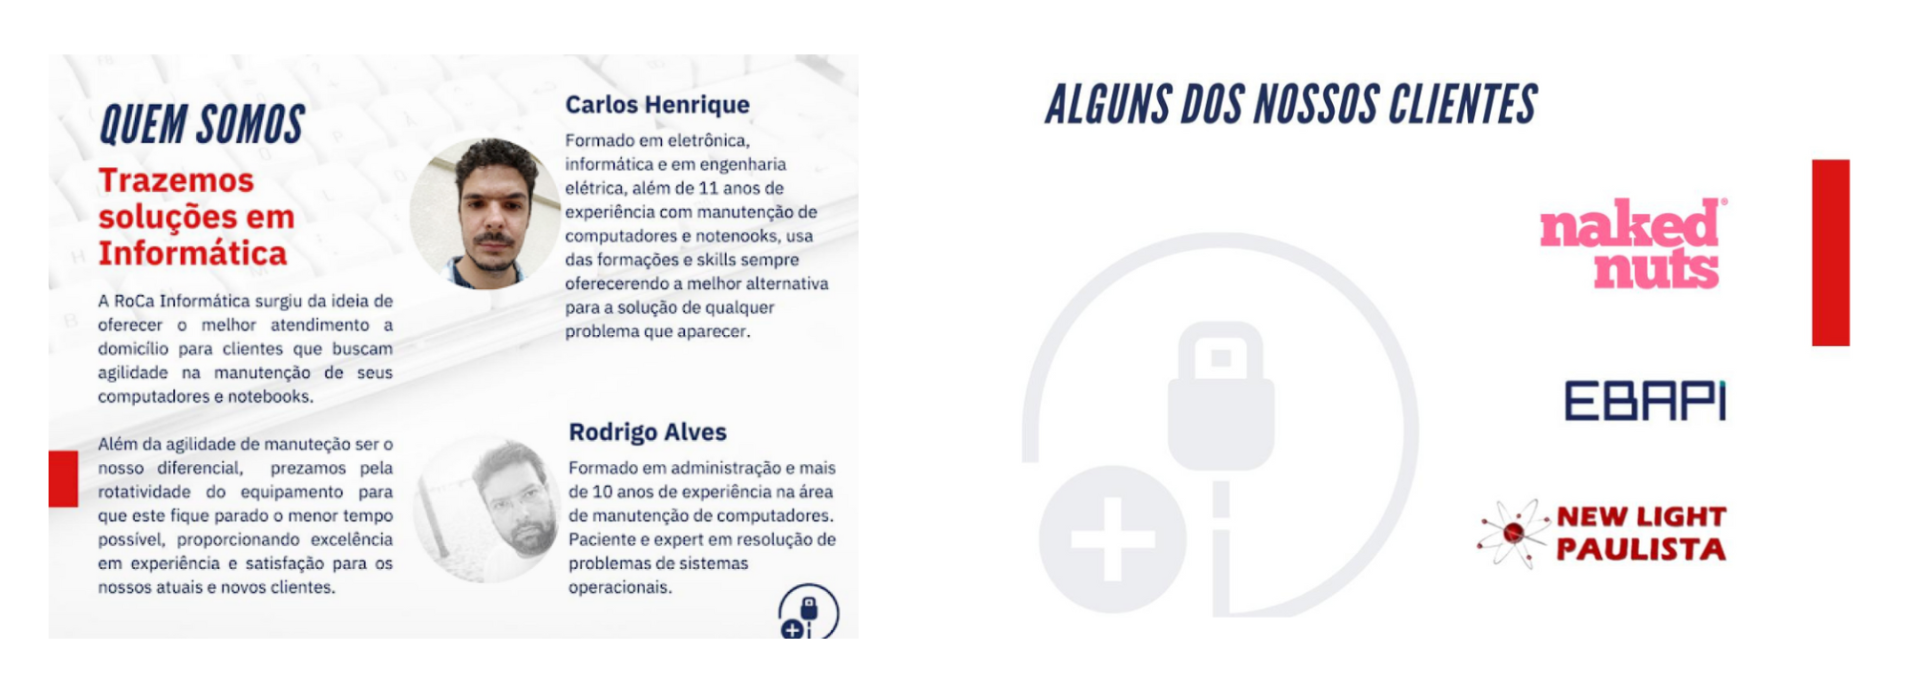 QUEM SOMOS
Trazemos
soluções em
Informática
A RoCa Informática surgiu da ideia de
oferecer o melhor atendimento a
domicílio para clientes que buscam
agilidade na manutenção de seus
computadores e notebooks.
Além da agilidade de manuteção ser o
nosso diferencial, prezamos pela
rotatividade do equipamento para
que este fique parado o menor tempo
possível, proporcionando excelência
em experiência e satisfação para os
nossos atuais e novos clientes.
Carlos Henrique
Formado em eletrônica,
informática e em engenharia
elétrica, além de 11 anos de
experiência com manutenção de
computadores e notenooks, usa
das formações e skills sempre
oferecerendo a melhor alternativa
para a solução de qualquer
problema que aparecer.
Rodrigo Alves
Formado em administração e mais
de 10 anos de experiência na área
de manutenção de computadores.
Paciente e expert em resolução de
problemas de sistemas
operacionais.
ALGUNS DOS NOSSOS CLIENTES
naked®
nuts
EBAPi
NEW LIGHT
PAULISTA